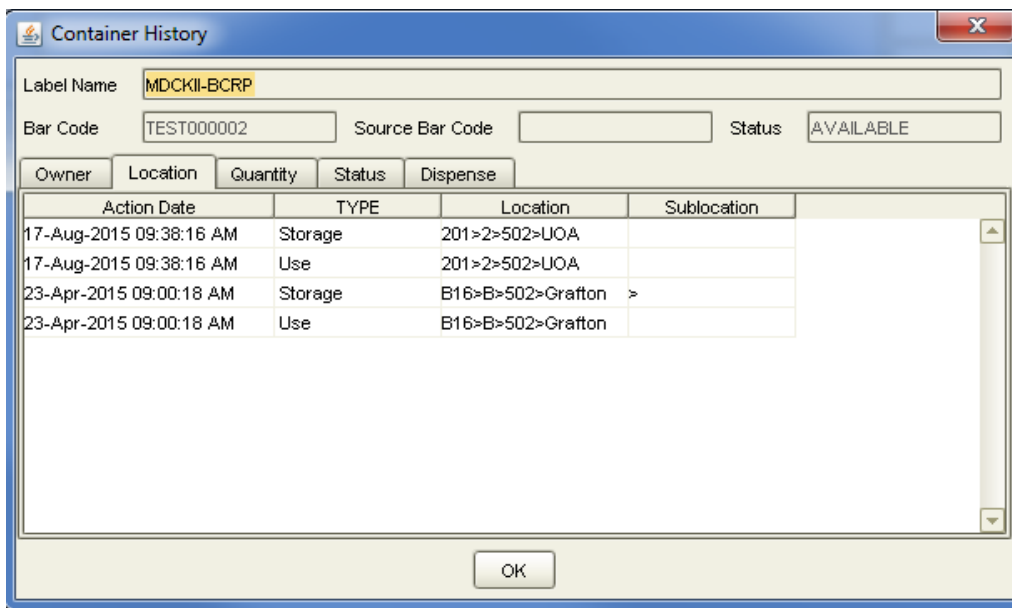 Container History
Label Name MDCKII-BCRP
Bar Code TEST000002 Source Bar Code Status AVAILABLE
Owner Location Quantity Status Dispense
Action Date TYPE Location Sublocation
17-Aug-2015 09:38:16 AM Storage 201>2>502>UOA
17-Aug-2015 09:38:16 AM Use 201>2>502>UOA
23-Apr-2015 09:00:18 AM Storage B16>B>502>Grafton >
23-Apr-2015 09:00:18 AM Use B16>B>502>Grafton
OK